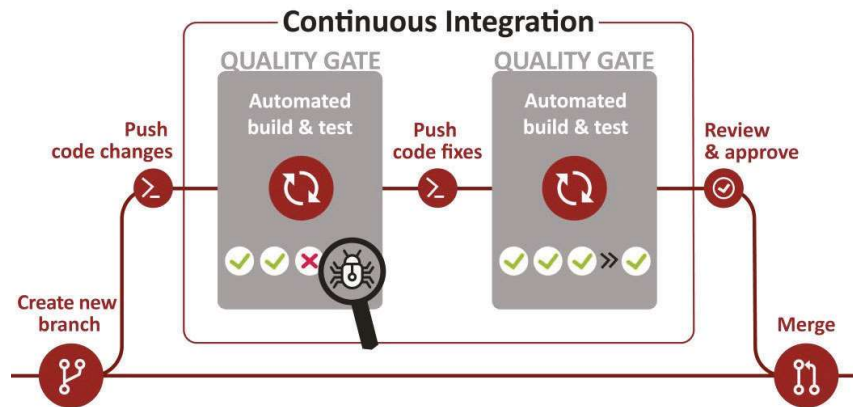 Continuous Integration
QUALITY GATE
Automated
build & test
QUALITY GATE
Automated
build & test
Push
code changes
Push
code fixes
Review
& approve
Create new
branch
Merge